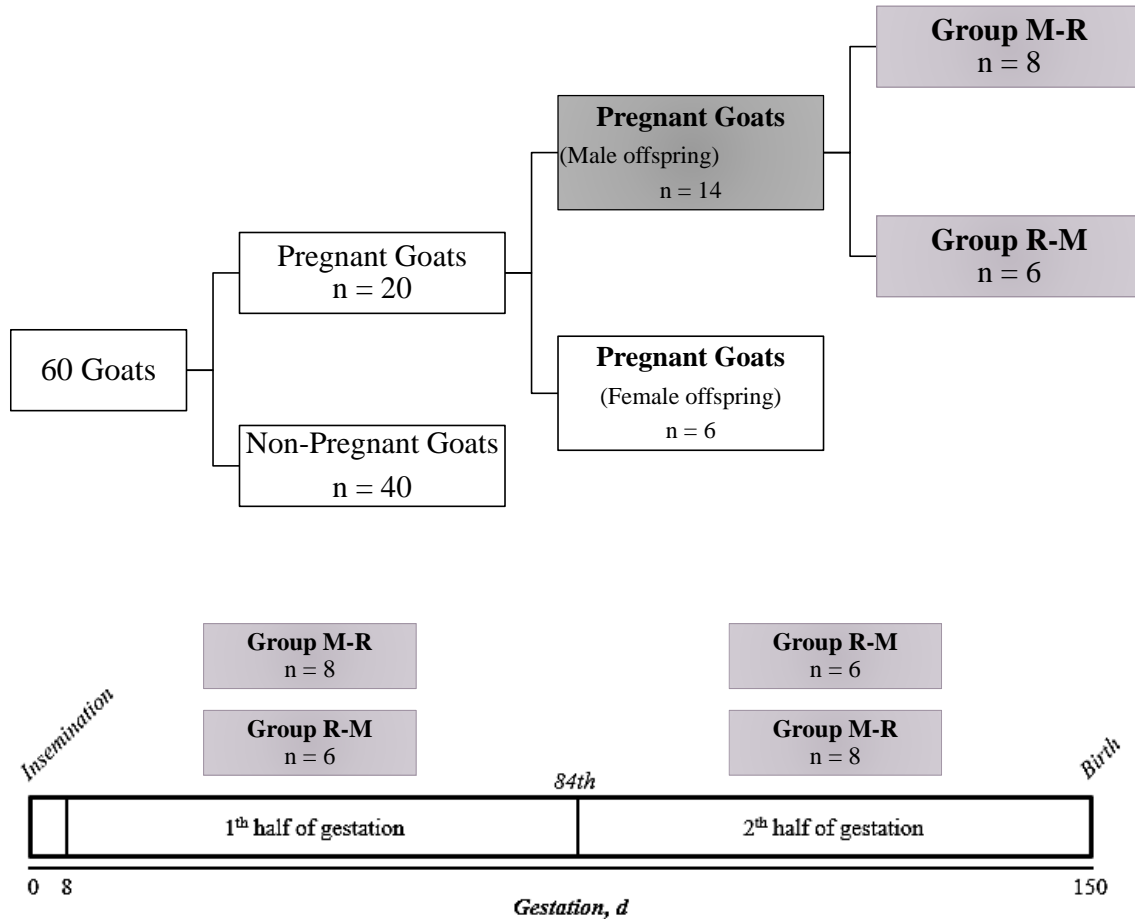 Group M-R
n = 8
Pregnant Goats
(Male offspring)
n = 14
Group R-M
n = 6
Pregnant Goats
n = 20
60 Goats
Pregnant Goats
(Female offspring)
n = 6
Non-Pregnant Goats
n = 40
Group M-R
n = 8
Group R-M
n = 6
Group R-M
n = 6
Group M-R
n = 8
Insemination
84th
Birth
1th half of gestation
2th half of gestation
0 8 150
Gestation, d